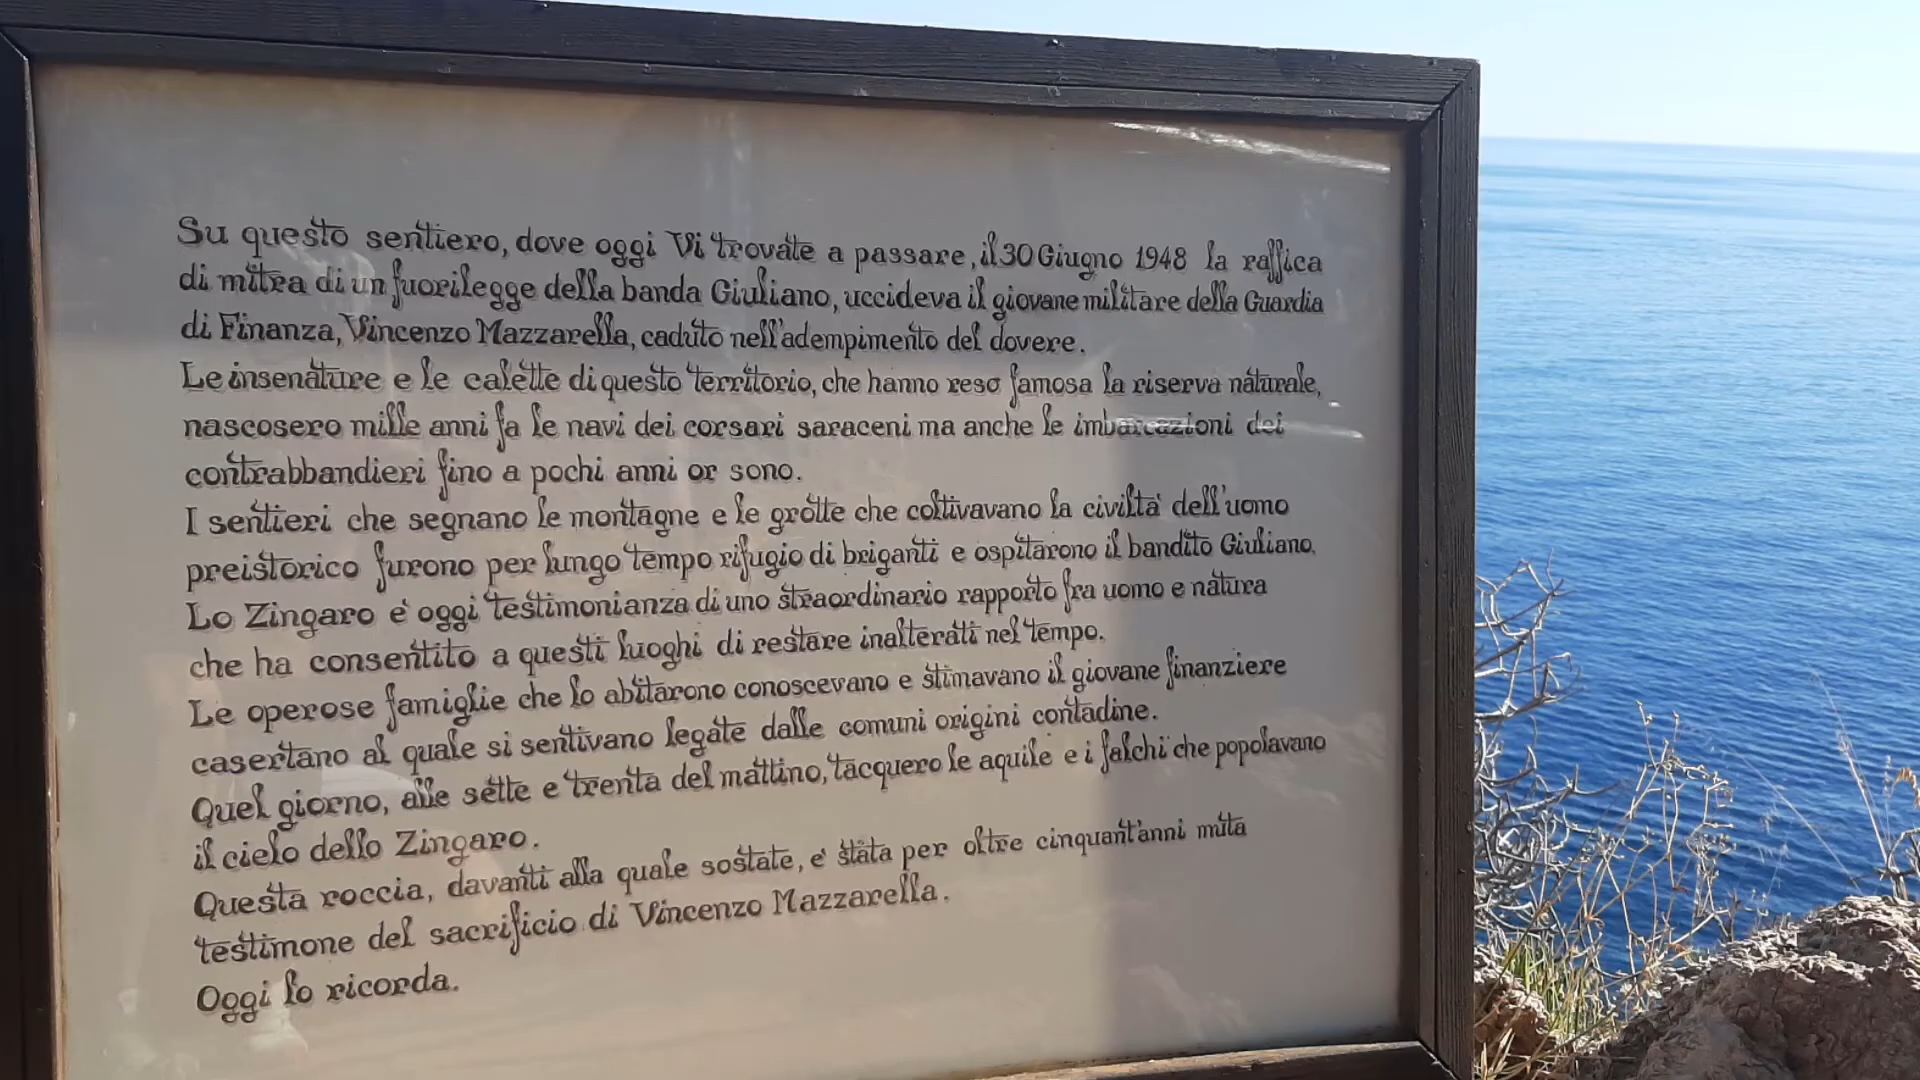 Su questo sentiero, dove oggi Vi trovate a passare, il 30 Giugno 1948 la raffica
di mitra di un fuorilegge della banda Giuliano, uccideva il giovane militare della Guardia
di Finanza, Vincenzo Mazzarella, caduto nell'adempimento del dovere.
Le insenature e le calette di questo territorio, che hanno reso famosa la riserva naturale,
nascosero mille anni fa le navi dei corsari saraceni ma anche le imbarcazioni dei
contrabbandieri fino a pochi anni or sono.
I sentieri che segnano le montagne e le grotte che coltivavano la civilta' dell'uomo
preistorico furono per lungo tempo rifugio di briganti e ospitarono il bandito Giuliano.
Lo Zingaro e' oggi testimonianza di uno straordinario rapporto fra uomo e natura
che ha consentito a questi luoghi di restare inalterati nel tempo.
Le operose famiglie che lo abitarono conoscevano e stimavano il giovane finanziere
casertano al quale si sentivano legate dalle comuni origini contadine.
Quel giorno, alle sette e trenta del mattino, tacquero le aquile e i falchi che popolavano
il cielo dello Zingaro.
Questa roccia, davanti alla quale sostate, e' stata per oltre cinquant'anni muta
testimone del sacrificio di Vincenzo Mazzarella.
Oggi lo ricorda.